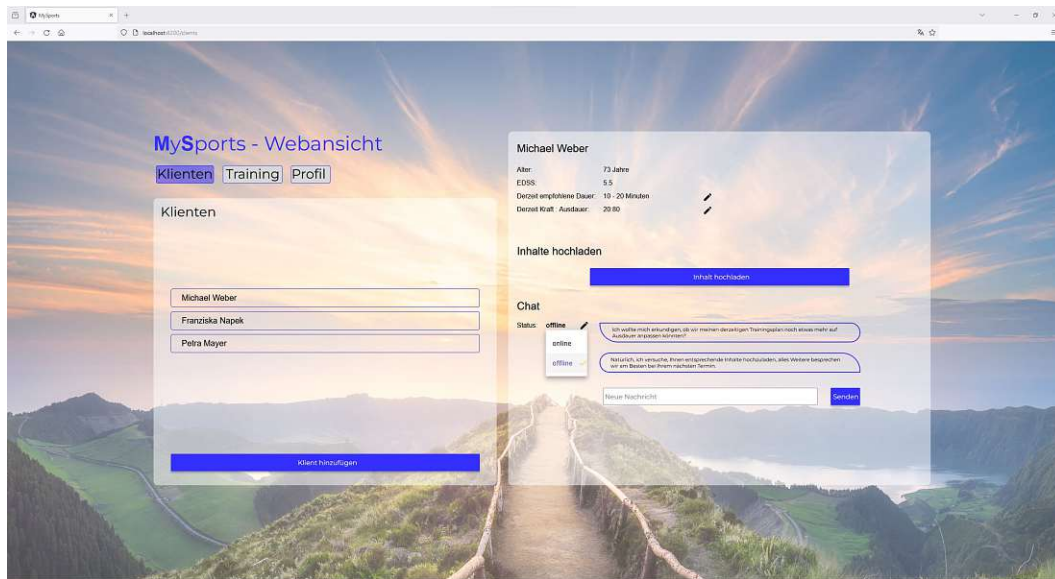 MySports
localhost:4200/clients
MySports - Webansicht
Klienten Training Profil
Klienten
Michael Weber
Franziska Napek
Petra Mayer
Klient hinzufügen
Michael Weber
Alter: 73 Jahre
EDSS: 5.5
Derzeit empfohlene Dauer: 10 - 20 Minuten
Derzeit Kraft : Ausdauer: 20:80
Inhalte hochladen
Inhalt hochladen
Chat
Status: offline
online
offline
Ich wollte mich erkundigen, ob wir meinen derzeitigen Trainingsplan noch etwas mehr auf
Ausdauer anpassen könnten?
Natürlich, ich versuche, Ihnen entsprechende Inhalte hochzuladen, alles Weitere besprechen
wir am Besten bei Ihrem nächsten Termin.
Neue Nachricht
Senden